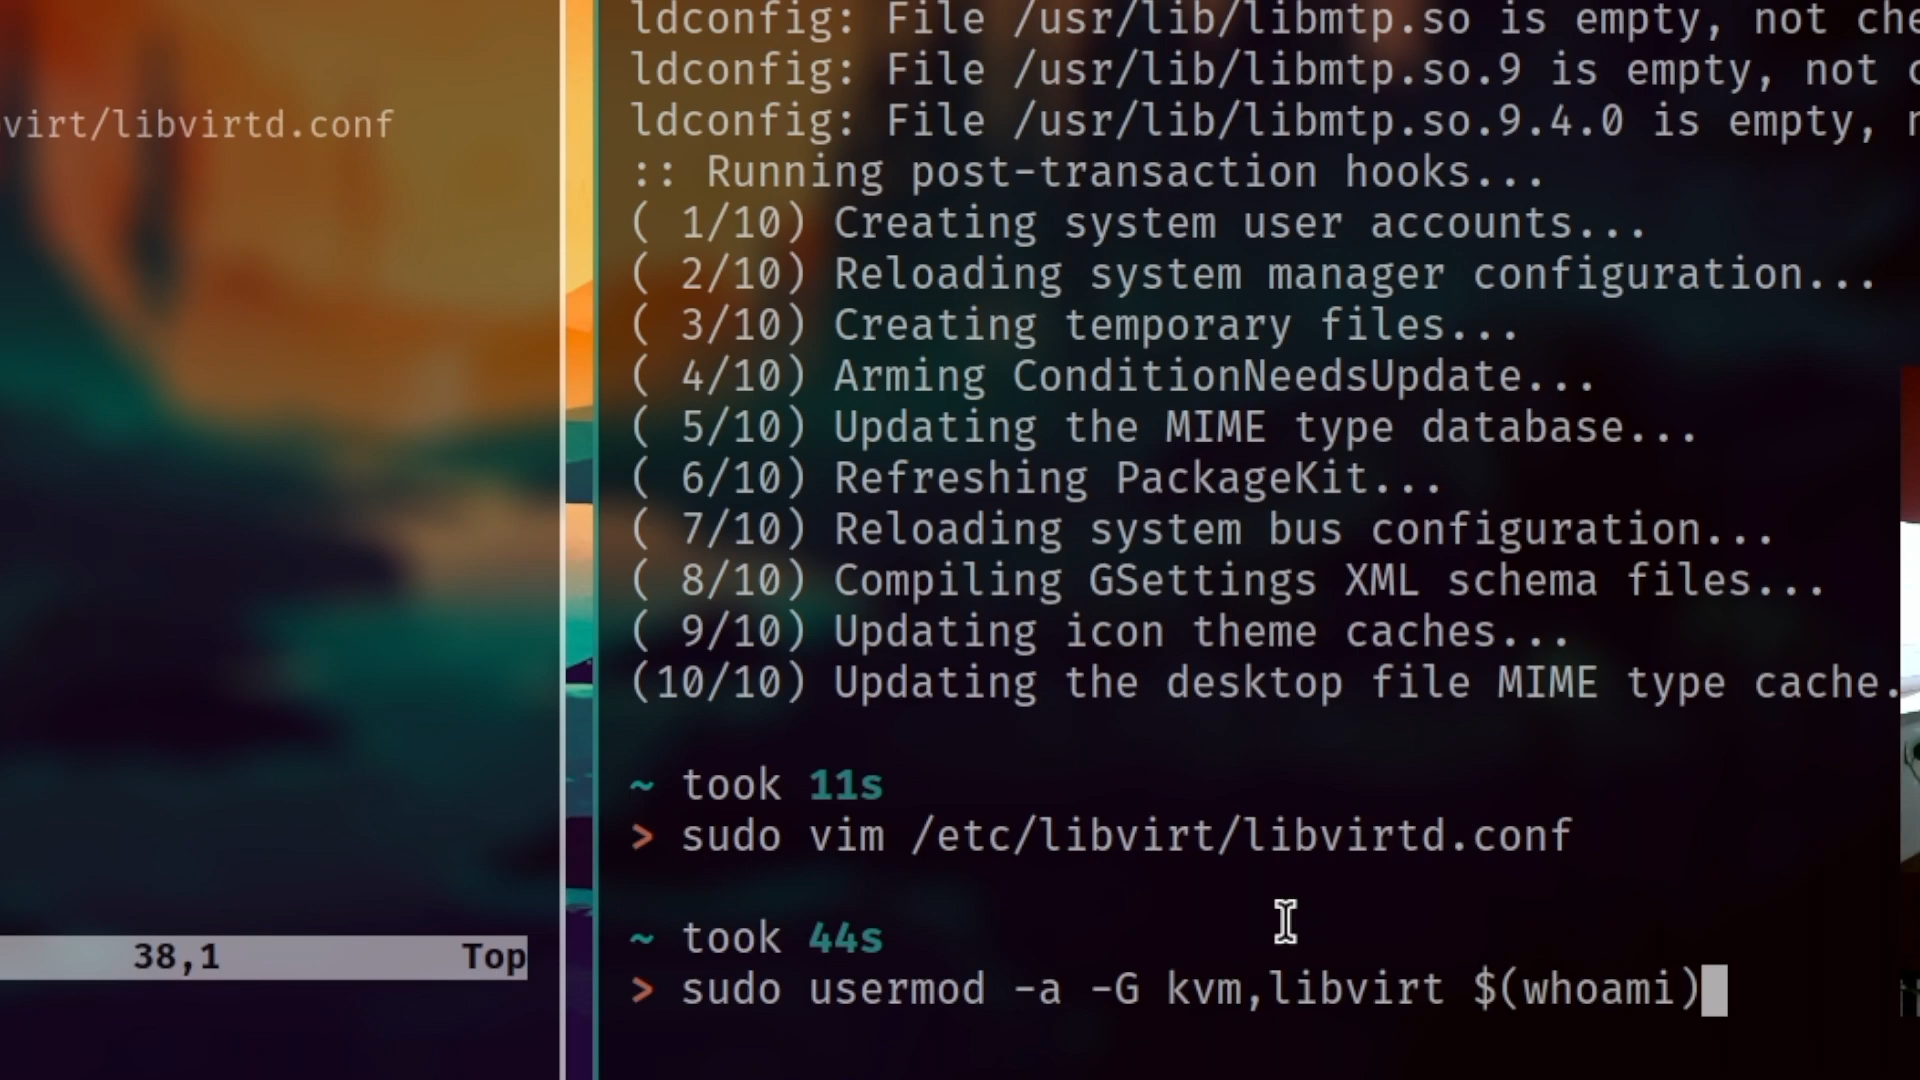 ldconfig: File /usr/lib/libmtp.so is empty, not
ldconfig: File /usr/lib/libmtp.so.9 is empty, not
virt/libvirtd.conf
ldconfig: File /usr/lib/libmtp.so.9.4.0 is empty,
:: Running post-transaction hooks...
( 1/10) Creating system user accounts...
( 2/10) Reloading system manager configuration...
( 3/10) Creating temporary files...
( 4/10) Arming ConditionNeedsUpdate...
( 5/10) Updating the MIME type database...
( 6/10) Refreshing PackageKit...
( 7/10) Reloading system bus configuration...
( 8/10) Compiling GSettings XML schema files...
( 9/10) Updating icon theme caches...
(10/10) Updating the desktop file MIME type cache.
~ took 11s
> sudo vim /etc/libvirt/libvirtd.conf
~ took 44s
38,1 Top
> sudo usermod -a -G kvm,libvirt $(whoami)